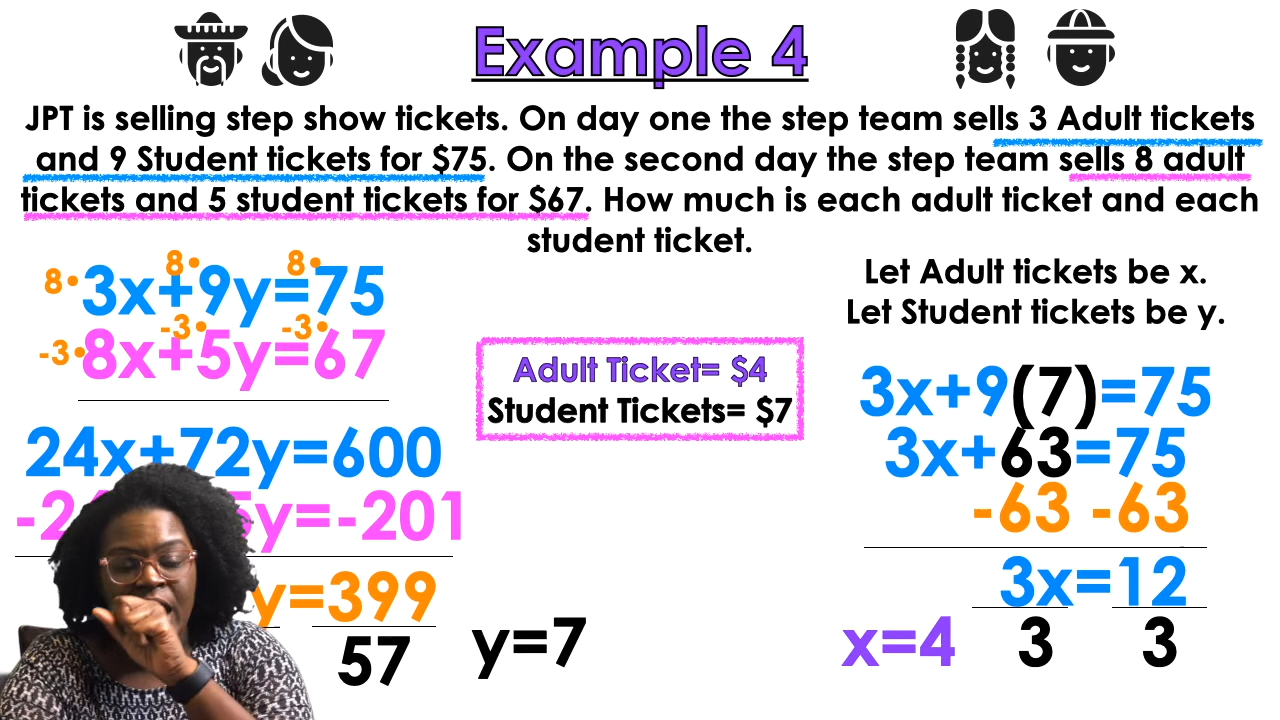 Example 4
JPT is selling step show tickets. On day one the step team sells 3 Adult tickets
and 9 Student tickets for $75. On the second day the step team sells 8 adult
tickets and 5 student tickets for $67. How much is each adult ticket and each
student ticket.
8• 8• 8•
3x+9y=75
-3• -3• -3•
8x+5y=67
24x+72y=600
-2 5y=-201
y=399
57
y=7
Adult Ticket= $4
Student Tickets= $7
Let Adult tickets be x.
Let Student tickets be y.
3x+9(7)=75
3x+63=75
-63 -63
3x=12
3 3
x=4